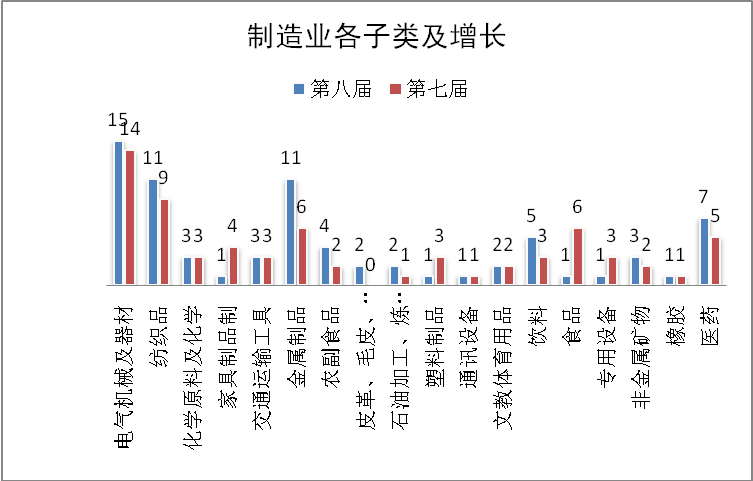 制造业各子类及增长
第八届 第七届
15 14 11 9 3 3 1 4 3 3 11 6 4 2 2 0 2 1 1 3 1 1 2 2 5 3 1 6 1 3 3 2 1 1 7 5
电气机械及器材
纺织品
化学原料及化学
家具制品制
交通运输工具
金属制品
农副食品
皮革、毛皮、…
石油加工、炼…
塑料制品
通讯设备
文教体育用品
饮料
食品
专用设备
非金属矿物
橡胶
医药